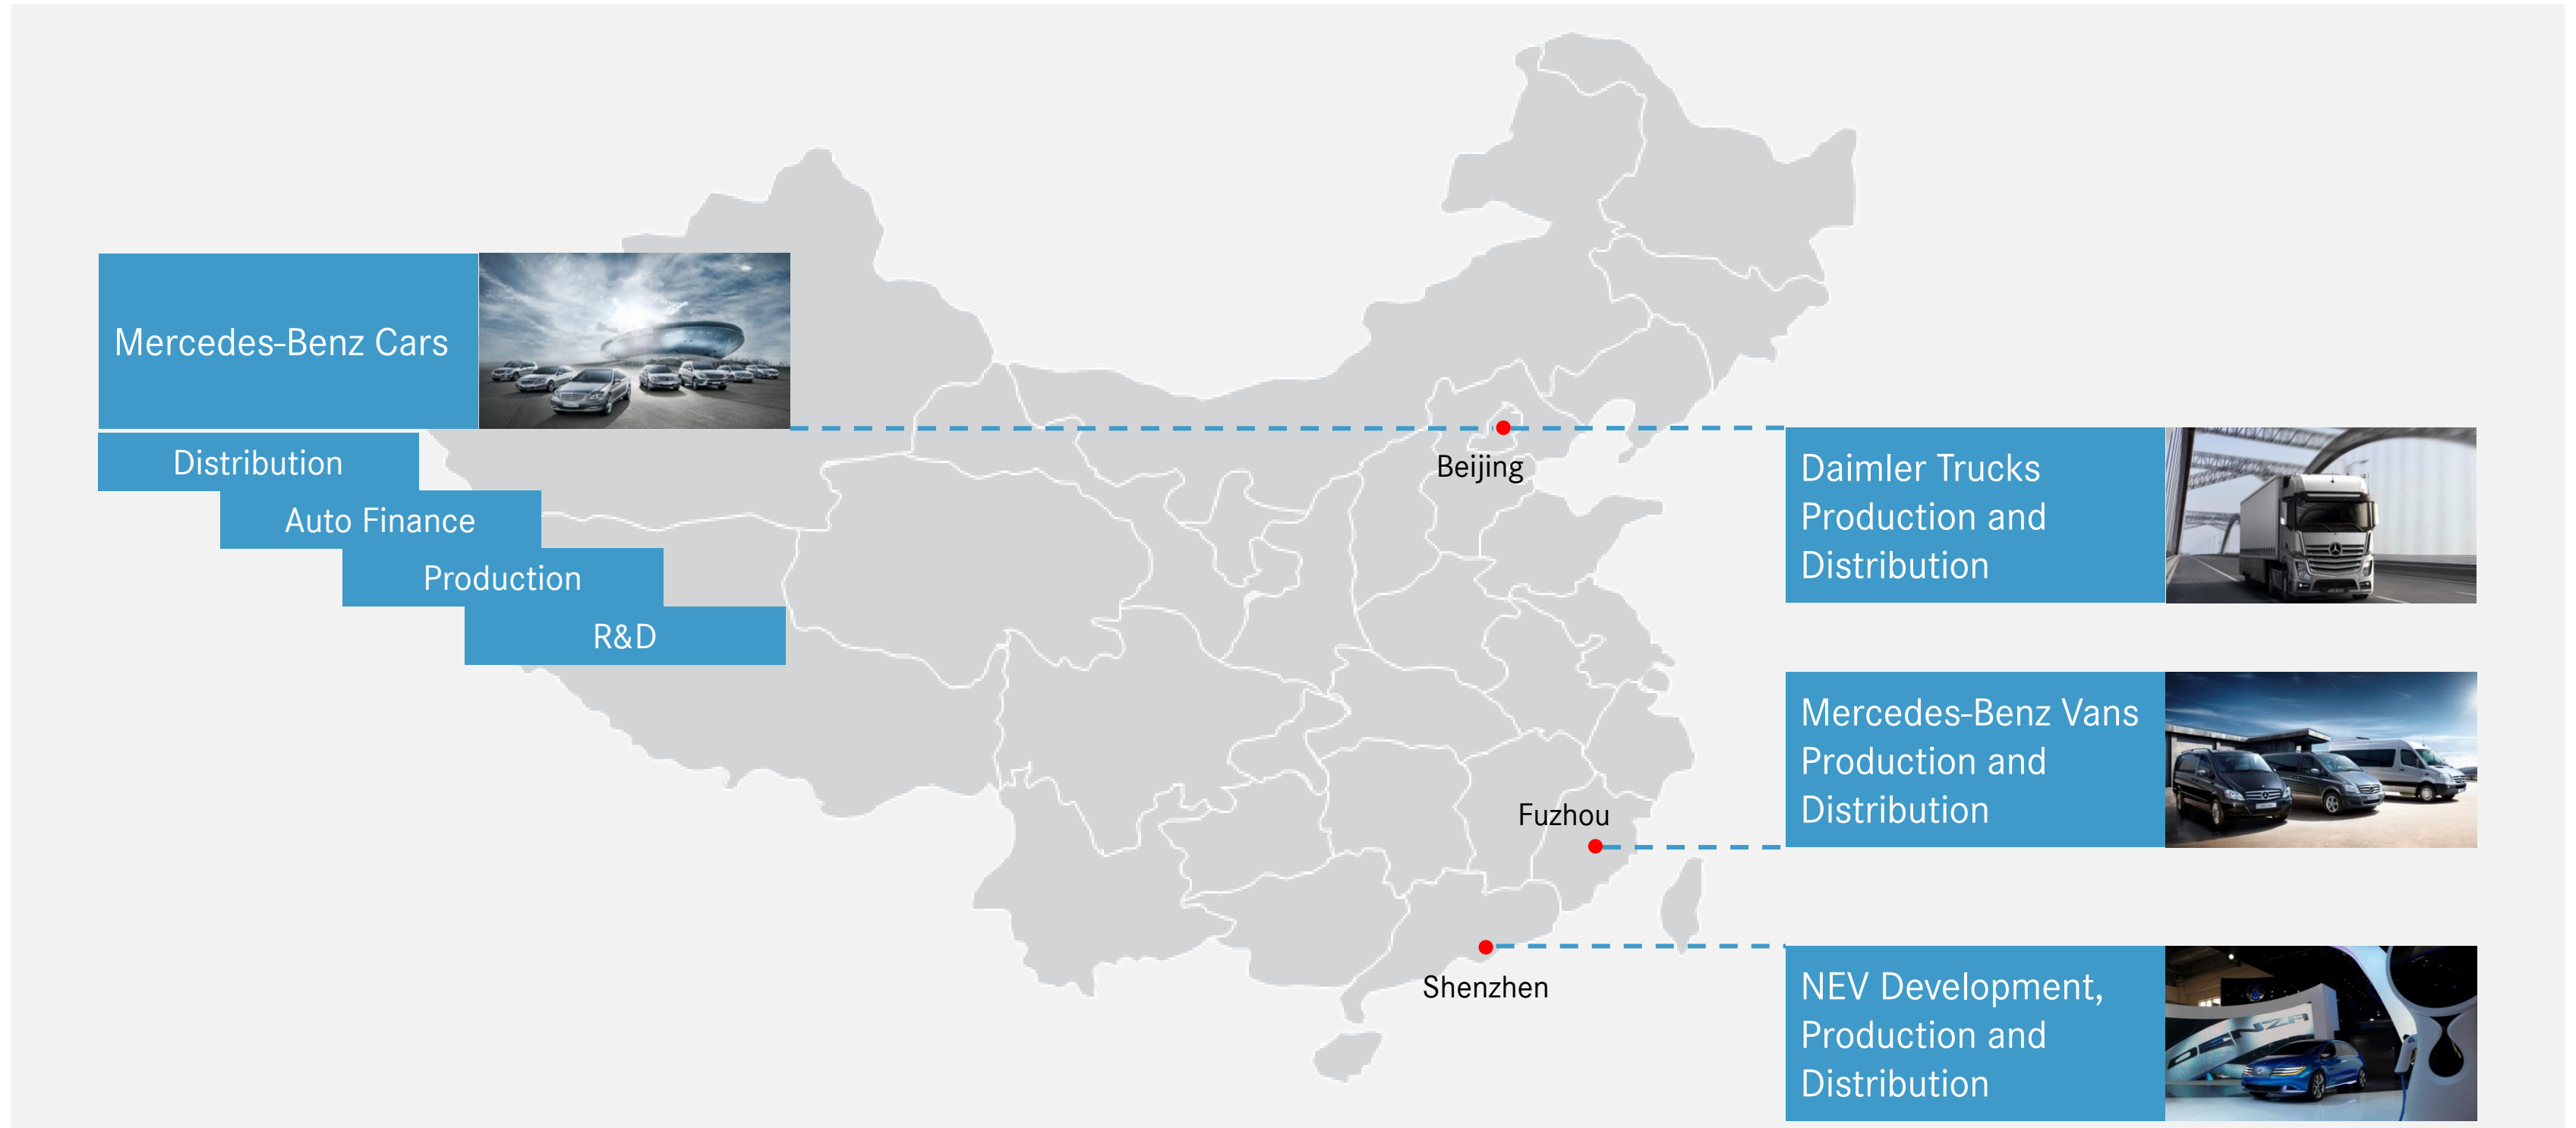 Mercedes-Benz Cars
Distribution
Auto Finance
Production
R&D
Beijing
Fuzhou
Shenzhen
Daimler Trucks
Production and
Distribution
Mercedes-Benz Vans
Production and
Distribution
NEV Development,
Production and
Distribution
DENZA